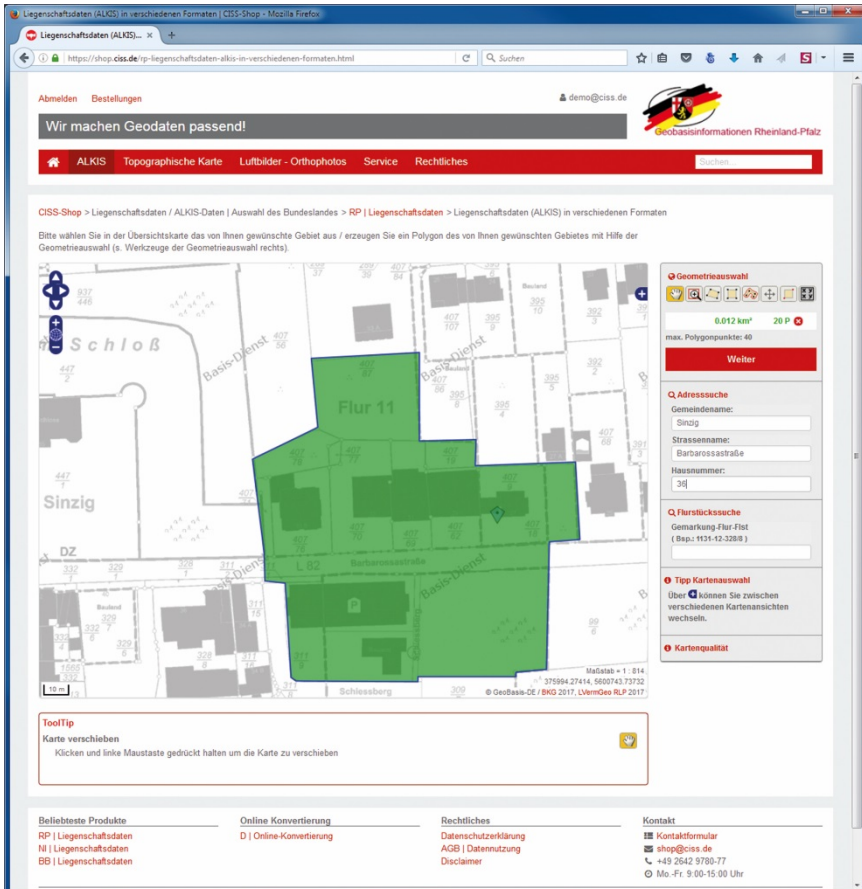 Liegenschaftsdaten (ALKIS) in verschiedenen Formaten | CISS-Shop - Mozilla Firefox
Liegenschaftsdaten (ALKIS)...
https://shop.ciss.de/rp-liegenschaftsdaten-alkis-in-verschiedenen-formaten.html
Suchen
Abmelden Bestellungen
demo@ciss.de
Wir machen Geodaten passend!
Geobasisinformationen Rheinland-Pfalz
ALKIS Topographische Karte Luftbilder - Orthophotos Service Rechtliches
Suchen...
CISS-Shop > Liegenschaftsdaten / ALKIS-Daten | Auswahl des Bundeslandes > RP | Liegenschaftsdaten > Liegenschaftsdaten (ALKIS) in verschiedenen Formaten
Bitte wählen Sie in der Übersichtskarte das von Ihnen gewünschte Gebiet aus / erzeugen Sie ein Polygon des von Ihnen gewünschten Gebietes mit Hilfe der
Geometrieauswahl (s. Werkzeuge der Geometrieauswahl rechts).
Schloß
Basis-Dienst
Basis-Dienst
Flur 11
Bauland
Bauland
Sinzig
DZ
L 82
Barbarossastraße
Basis-Dienst
Basis-Dienst
Bauland
P
Schlossberg
Schiessberg
10 m
Maßstab = 1 : 814
375994.27414, 5600743.73732
© GeoBasis-DE / BKG 2017, LVermGeo RLP 2017
Geometrieauswahl
0.012 km² 20 P
max. Polygonpunkte: 40
Weiter
Adresssuche
Gemeindename:
Sinzig
Strassenname:
Barbarossastraße
Hausnummer:
36
Flurstückssuche
Gemarkung-Flur-Flst
( Bsp.: 1131-12-328/8 )
Tipp Kartenauswahl
Über können Sie zwischen
verschiedenen Kartenansichten
wechseln.
Kartenqualität
ToolTip
Karte verschieben
Klicken und linke Maustaste gedrückt halten um die Karte zu verschieben
Beliebteste Produkte
RP | Liegenschaftsdaten
NI | Liegenschaftsdaten
BB | Liegenschaftsdaten
Online Konvertierung
D | Online-Konvertierung
Rechtliches
Datenschutzerklärung
AGB | Datennutzung
Disclaimer
Kontakt
Kontaktformular
shop@ciss.de
+49 2642 9780-77
Mo.-Fr. 9:00-15:00 Uhr